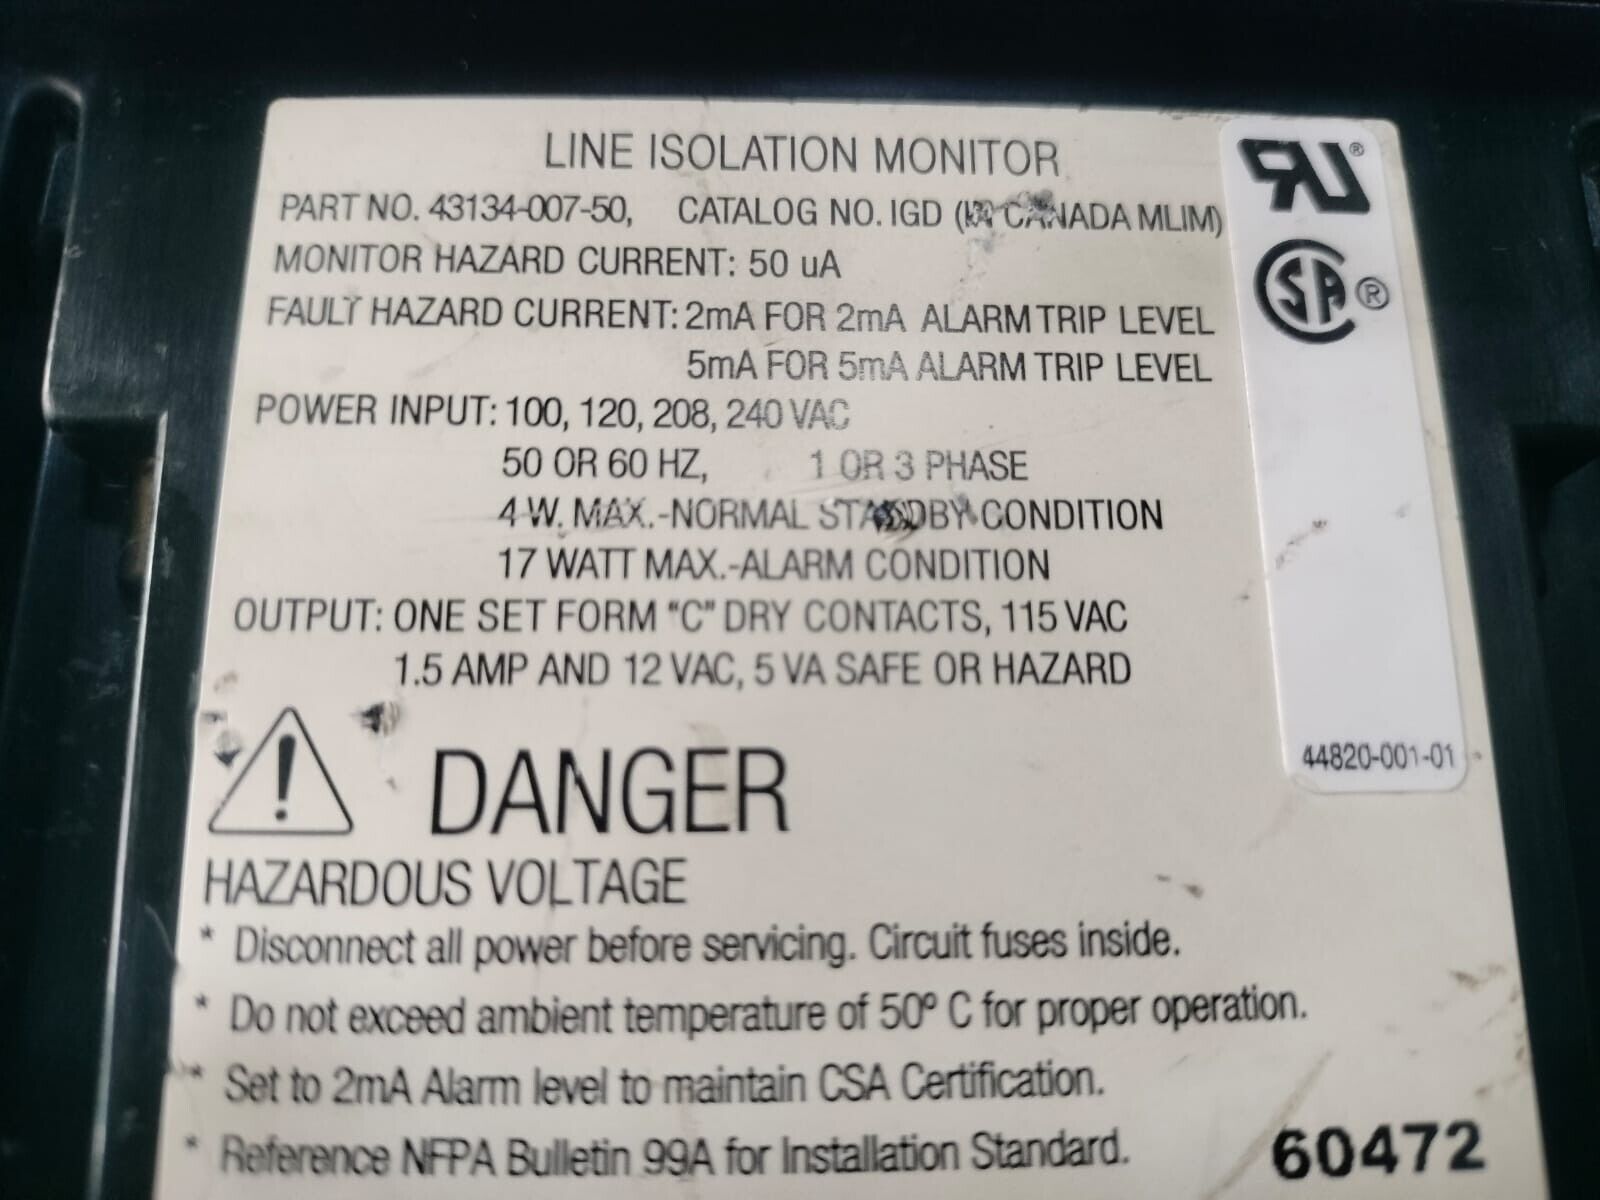 LINE ISOLATION MONITOR
PART NO. 43134-007-50, CATALOG NO. IGD (IN CANADA MLIM)
MONITOR HAZARD CURRENT: 50 uA
FAULT HAZARD CURRENT: 2mA FOR 2mA ALARM TRIP LEVEL
5mA FOR 5mA ALARM TRIP LEVEL
POWER INPUT: 100, 120, 208, 240 VAC
50 OR 60 HZ, 1 OR 3 PHASE
4 W. MAX.-NORMAL STANDBY CONDITION
17 WATT MAX.-ALARM CONDITION
OUTPUT: ONE SET FORM "C" DRY CONTACTS, 115 VAC
1.5 AMP AND 12 VAC, 5 VA SAFE OR HAZARD
RU®
CSA®
44820-001-01
DANGER
HAZARDOUS VOLTAGE
* Disconnect all power before servicing. Circuit fuses inside.
* Do not exceed ambient temperature of 50º C for proper operation.
* Set to 2mA Alarm level to maintain CSA Certification.
* Reference NFPA Bulletin 99A for Installation Standard.
60472